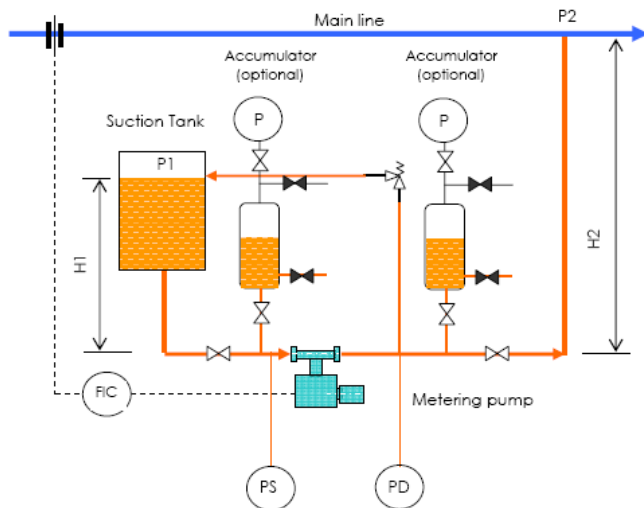 Main line
P2
Accumulator
(optional)
Accumulator
(optional)
P
P
Suction Tank
P1
H1
H2
FIC
Metering pump
PS
PD